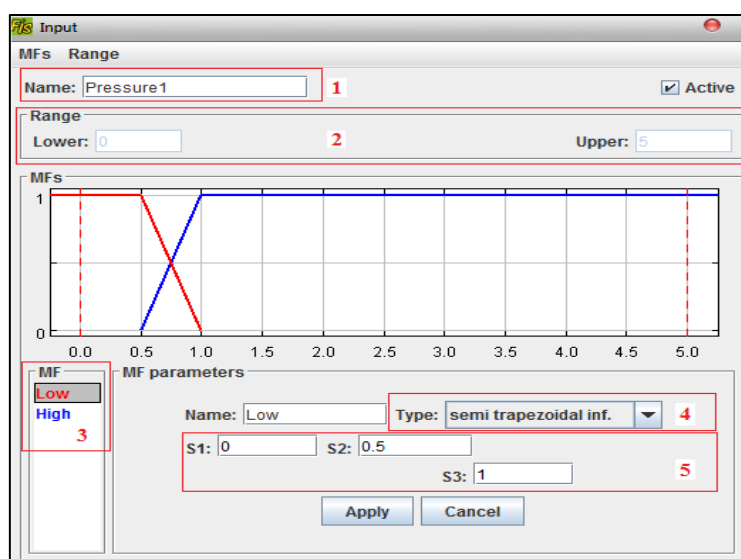 Fis Input
MFs Range
Name: Pressure1 1 Active
Range
Lower: 0 2 Upper: 5
MFs
1
0
0.0 0.5 1.0 1.5 2.0 2.5 3.0 3.5 4.0 4.5 5.0
MF MF parameters
Low
High
3
Name: Low Type: semi trapezoidal inf. 4
S1: 0 S2: 0.5
S3: 1 5
Apply Cancel